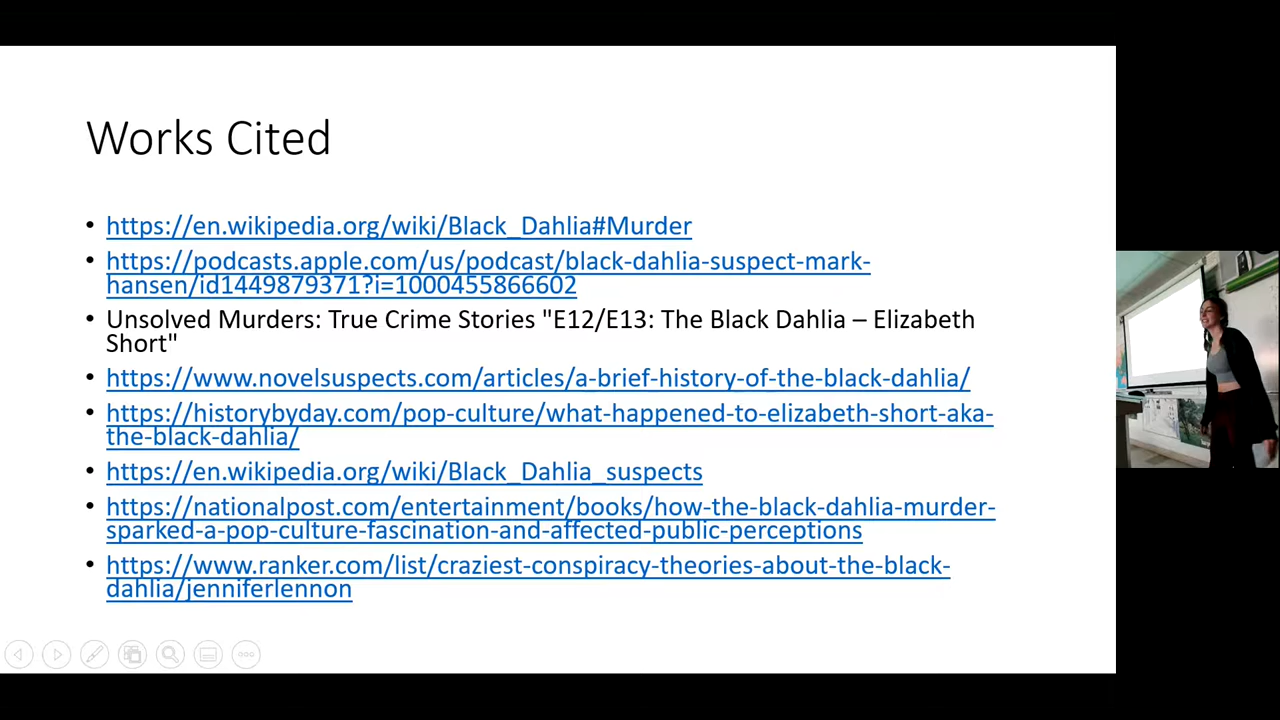 Works Cited
• https://en.wikipedia.org/wiki/Black_Dahlia#Murder
• https://podcasts.apple.com/us/podcast/black-dahlia-suspect-mark-
hansen/id1449879371?i=1000455866602
• Unsolved Murders: True Crime Stories "E12/E13: The Black Dahlia – Elizabeth
Short"
• https://www.novelsuspects.com/articles/a-brief-history-of-the-black-dahlia/
• https://historybyday.com/pop-culture/what-happened-to-elizabeth-short-aka-
the-black-dahlia/
• https://en.wikipedia.org/wiki/Black_Dahlia_suspects
• https://nationalpost.com/entertainment/books/how-the-black-dahlia-murder-
sparked-a-pop-culture-fascination-and-affected-public-perceptions
• https://www.ranker.com/list/craziest-conspiracy-theories-about-the-black-
dahlia/jenniferlennon